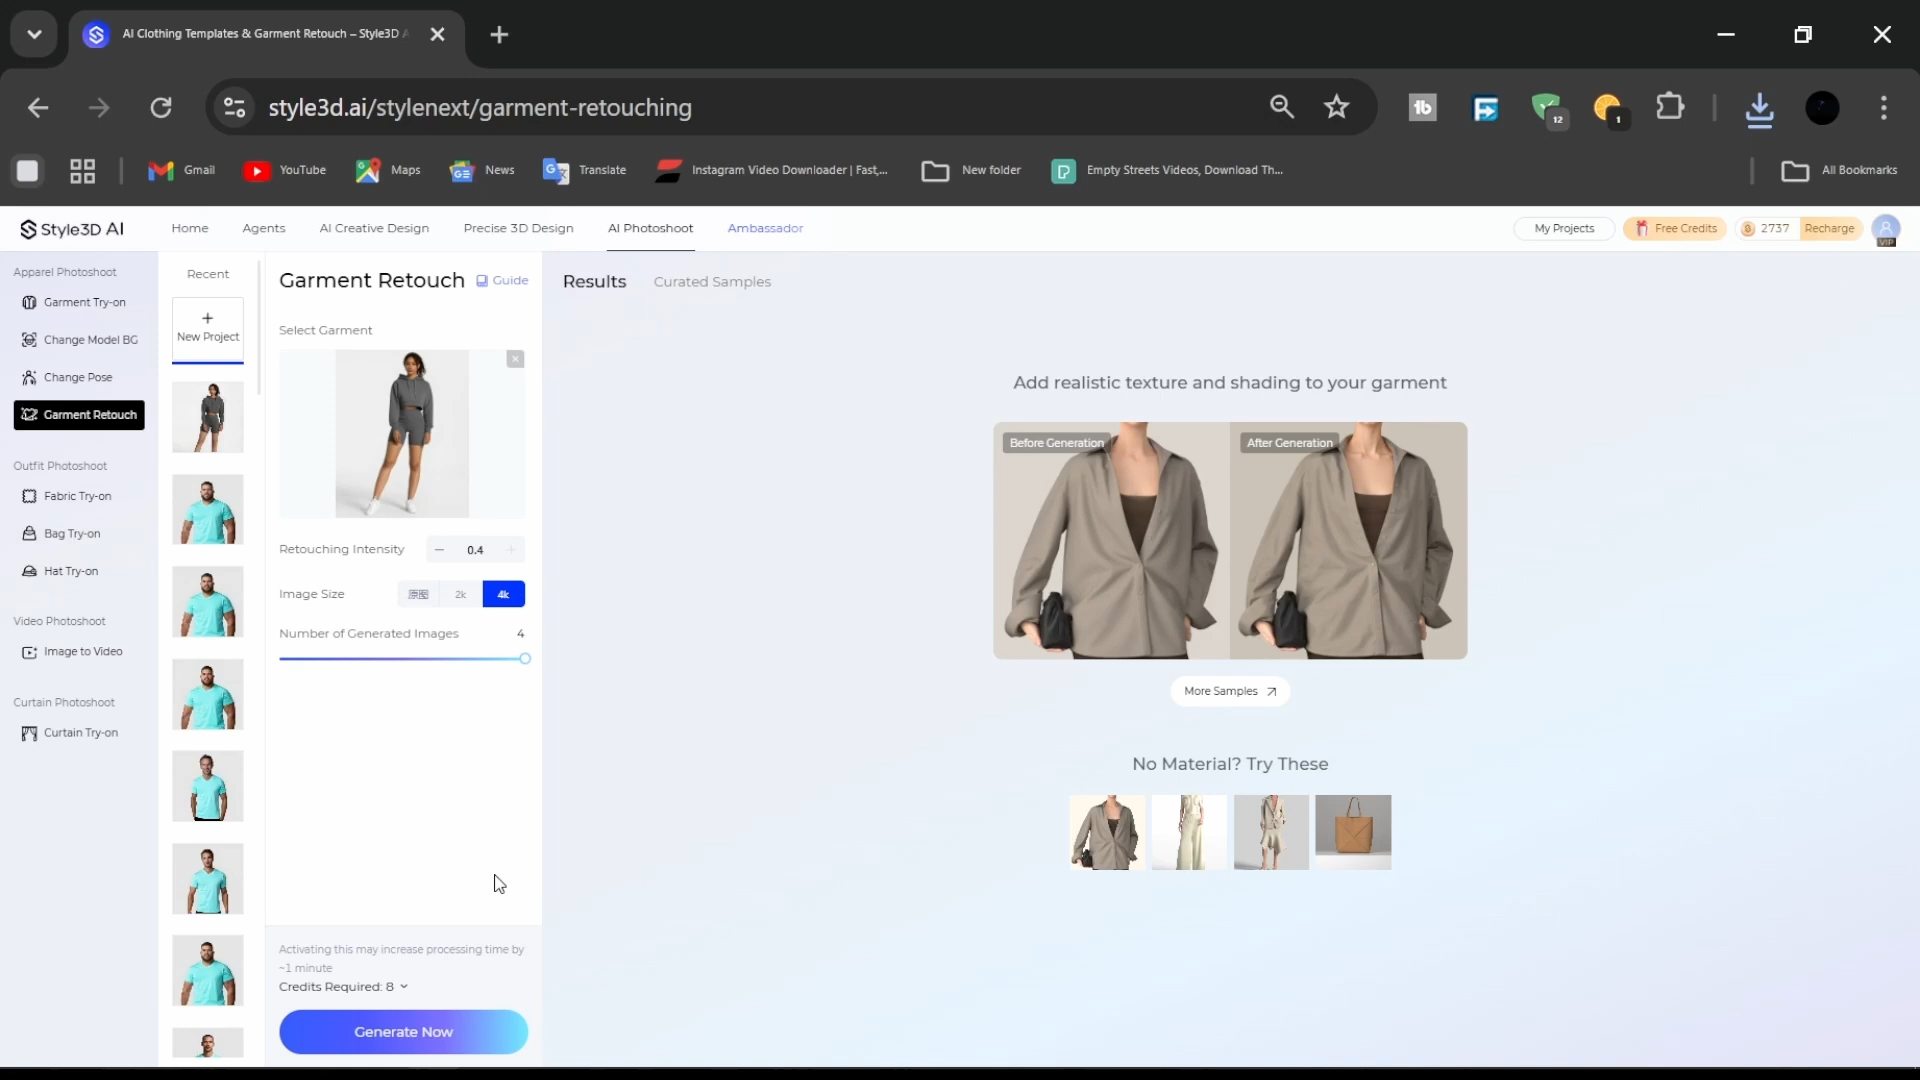 AI Clothing Templates & Garment Retouch – Style3D A
style3d.ai/stylenext/garment-retouching
12
1
Gmail
YouTube
Maps
News
Translate
Instagram Video Downloader | Fast,...
New folder
Empty Streets Videos, Download Th...
All Bookmarks
Style3D AI
Home
Agents
AI Creative Design
Precise 3D Design
AI Photoshoot
Ambassador
My Projects
Free Credits
2737
Recharge
VIP
Apparel Photoshoot
Garment Try-on
Change Model BG
Change Pose
Garment Retouch
Outfit Photoshoot
Fabric Try-on
Bag Try-on
Hat Try-on
Video Photoshoot
Image to Video
Curtain Photoshoot
Curtain Try-on
Recent
+
New Project
Garment Retouch
Guide
Select Garment
Retouching Intensity
− 0.4 +
Image Size
原图 2k 4k
Number of Generated Images 4
Activating this may increase processing time by
~1 minute
Credits Required: 8
Generate Now
Results
Curated Samples
Add realistic texture and shading to your garment
Before Generation
After Generation
More Samples
No Material? Try These